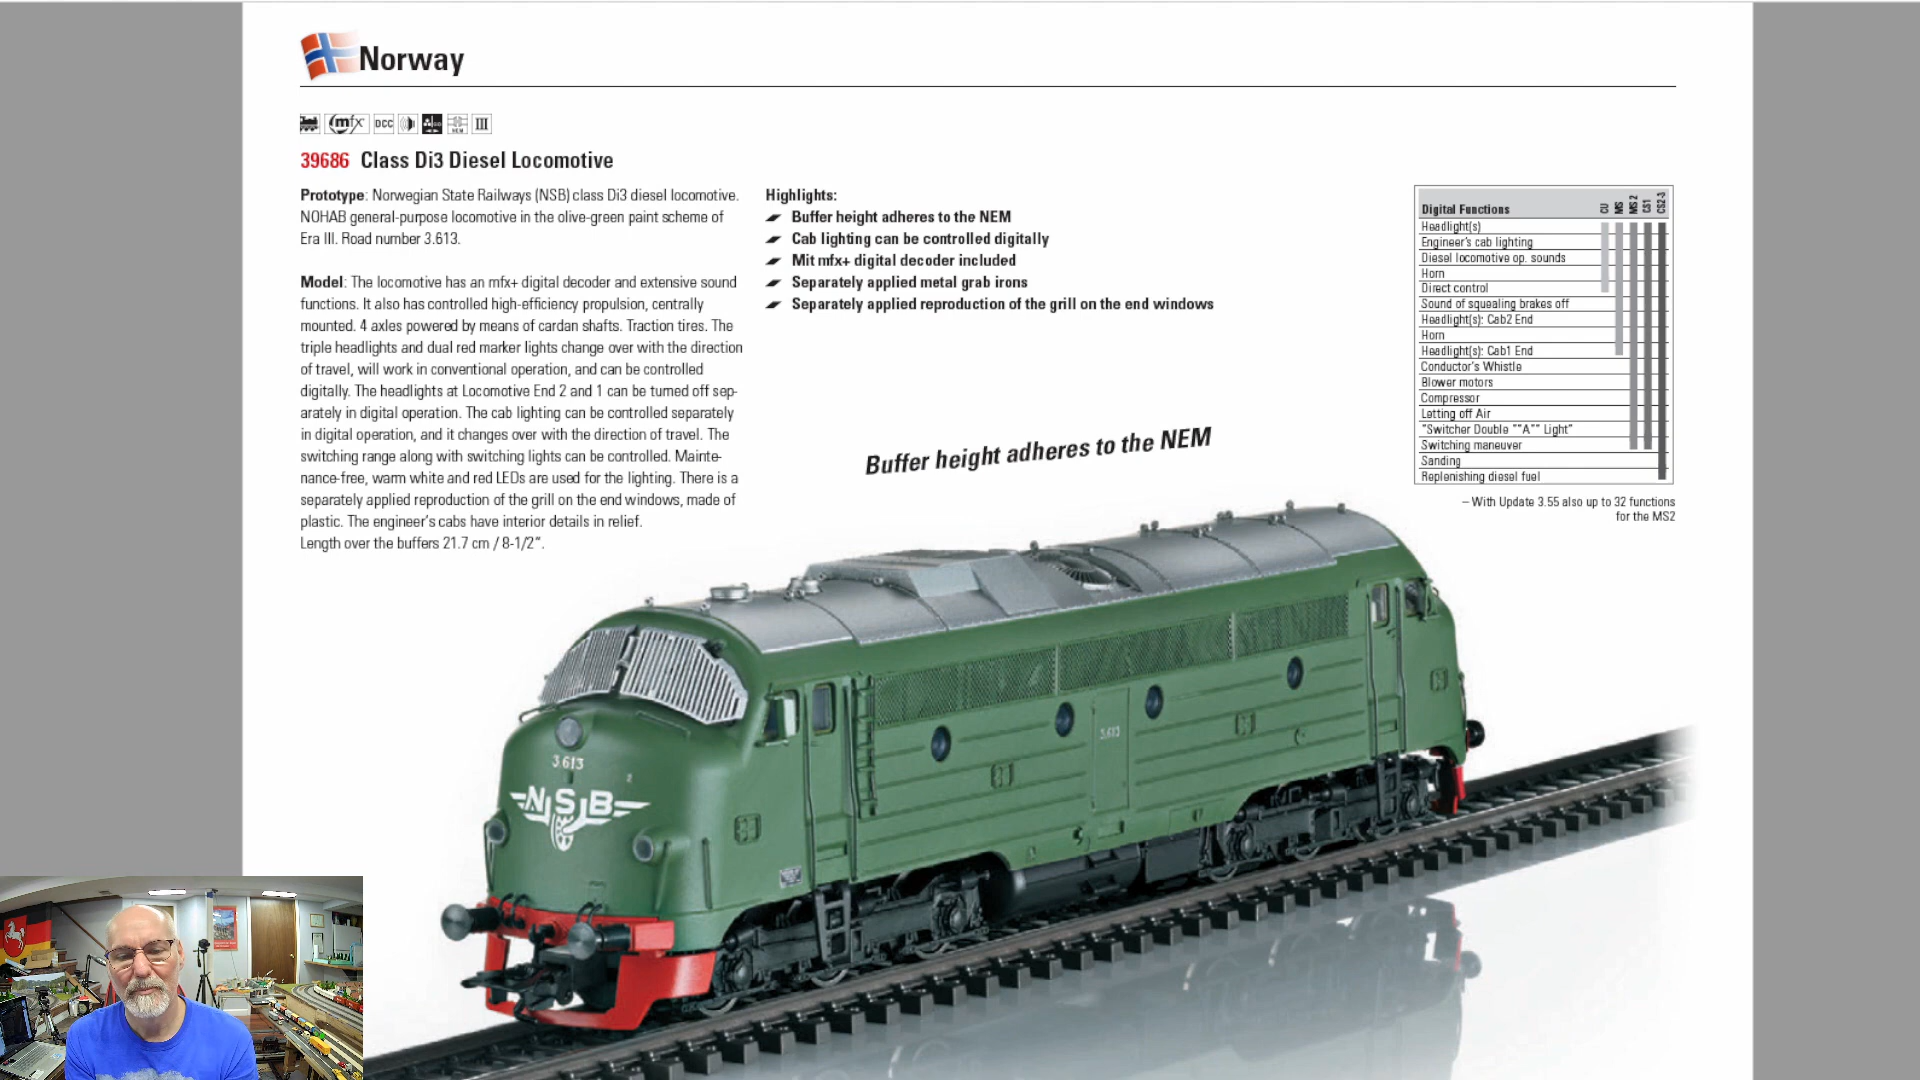 Norway
mfx DCC NEM III
39686 Class Di3 Diesel Locomotive
Prototype: Norwegian State Railways (NSB) class Di3 diesel locomotive.
NOHAB general-purpose locomotive in the olive-green paint scheme of
Era III. Road number 3.613.
Model: The locomotive has an mfx+ digital decoder and extensive sound
functions. It also has controlled high-efficiency propulsion, centrally
mounted. 4 axles powered by means of cardan shafts. Traction tires. The
triple headlights and dual red marker lights change over with the direction
of travel, will work in conventional operation, and can be controlled
digitally. The headlights at Locomotive End 2 and 1 can be turned off sep-
arately in digital operation. The cab lighting can be controlled separately
in digital operation, and it changes over with the direction of travel. The
switching range along with switching lights can be controlled. Mainte-
nance-free, warm white and red LEDs are used for the lighting. There is a
separately applied reproduction of the grill on the end windows, made of
plastic. The engineer's cabs have interior details in relief.
Length over the buffers 21.7 cm / 8-1/2".
Highlights:
Buffer height adheres to the NEM
Cab lighting can be controlled digitally
Mit mfx+ digital decoder included
Separately applied metal grab irons
Separately applied reproduction of the grill on the end windows
Digital Functions CU MS MS 2 CS1 CS2-3
Headlight(s)
Engineer's cab lighting
Diesel locomotive op. sounds
Horn
Direct control
Sound of squealing brakes off
Headlight(s): Cab2 End
Horn
Headlight(s): Cab1 End
Conductor's Whistle
Blower motors
Compressor
Letting off Air
"Switcher Double ""A"" Light"
Switching maneuver
Sanding
Replenishing diesel fuel
– With Update 3.55 also up to 32 functions
for the MS2
Buffer height adheres to the NEM
3 613
2
NSB
3.613